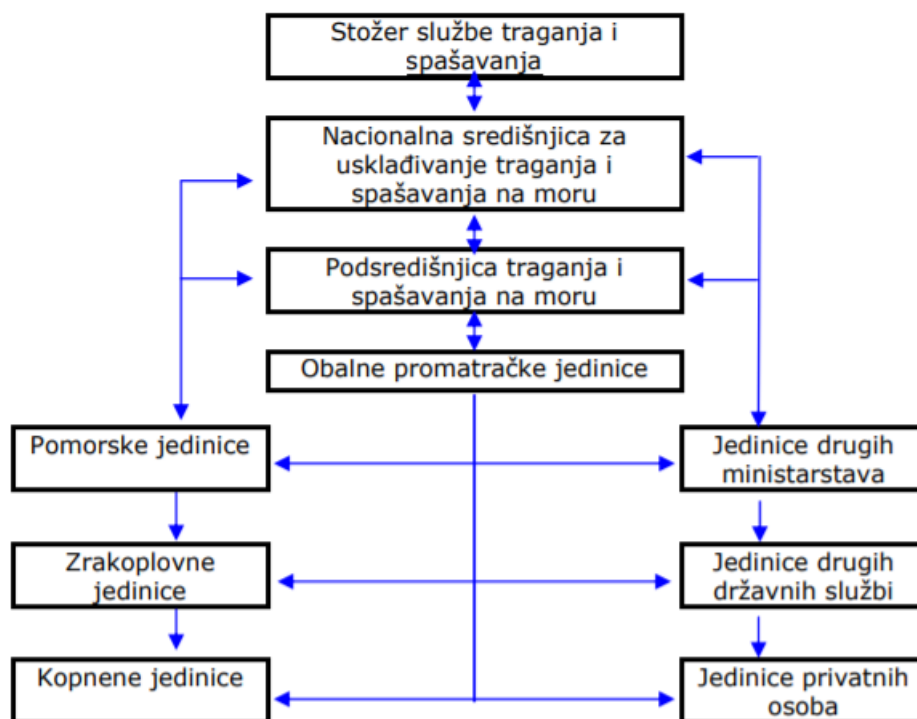 Stožer službe traganja i
spašavanja
Nacionalna središnjica za
usklađivanje traganja i
spašavanja na moru
Podsredišnjica traganja i
spašavanja na moru
Obalne promatračke jedinice
Pomorske jedinice
Jedinice drugih
ministarstava
Zrakoplovne
jedinice
Jedinice drugih
državnih službi
Kopnene jedinice
Jedinice privatnih
osoba